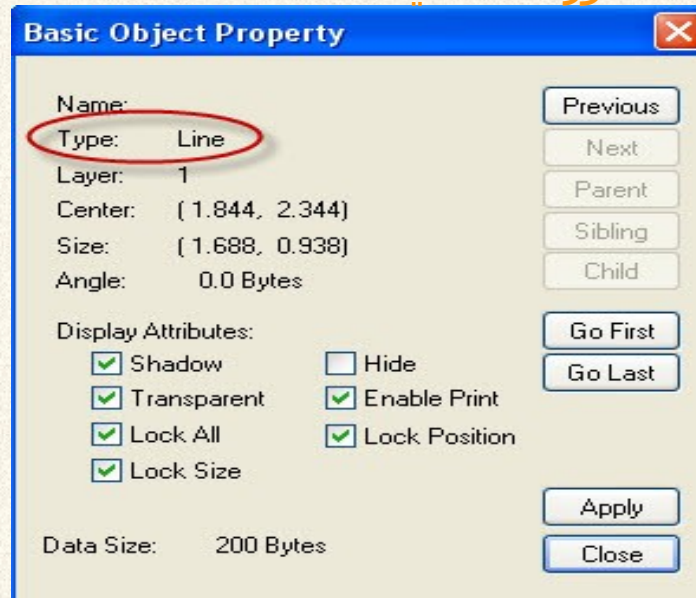 Basic Object Property
Name:
Type: Line
Layer: 1
Center: ( 1.844, 2.344)
Size: ( 1.688, 0.938)
Angle: 0.0 Bytes
Previous
Next
Parent
Sibling
Child
Go First
Go Last
Display Attributes:
Shadow
Hide
Transparent
Enable Print
Lock All
Lock Position
Lock Size
Apply
Data Size: 200 Bytes
Close